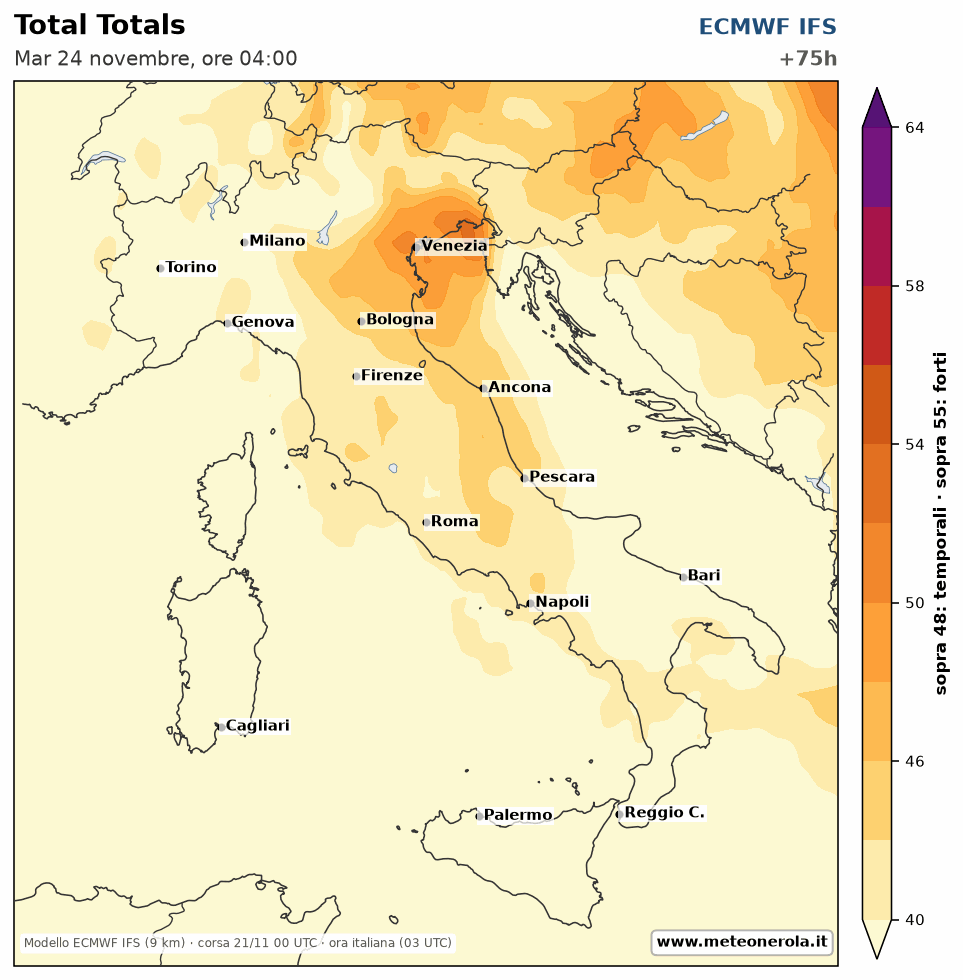 Total Totals
ECMWF IFS
Mar 24 novembre, ore 04:00
+75h
64
58
54
50
46
40
sopra 48: temporali · sopra 55: forti
Milano
Venezia
Torino
Genova
Bologna
Firenze
Ancona
Pescara
Roma
Bari
Napoli
Cagliari
Palermo
Reggio C.
Modello ECMWF IFS (9 km) · corsa 21/11 00 UTC · ora italiana (03 UTC)
www.meteonerola.it